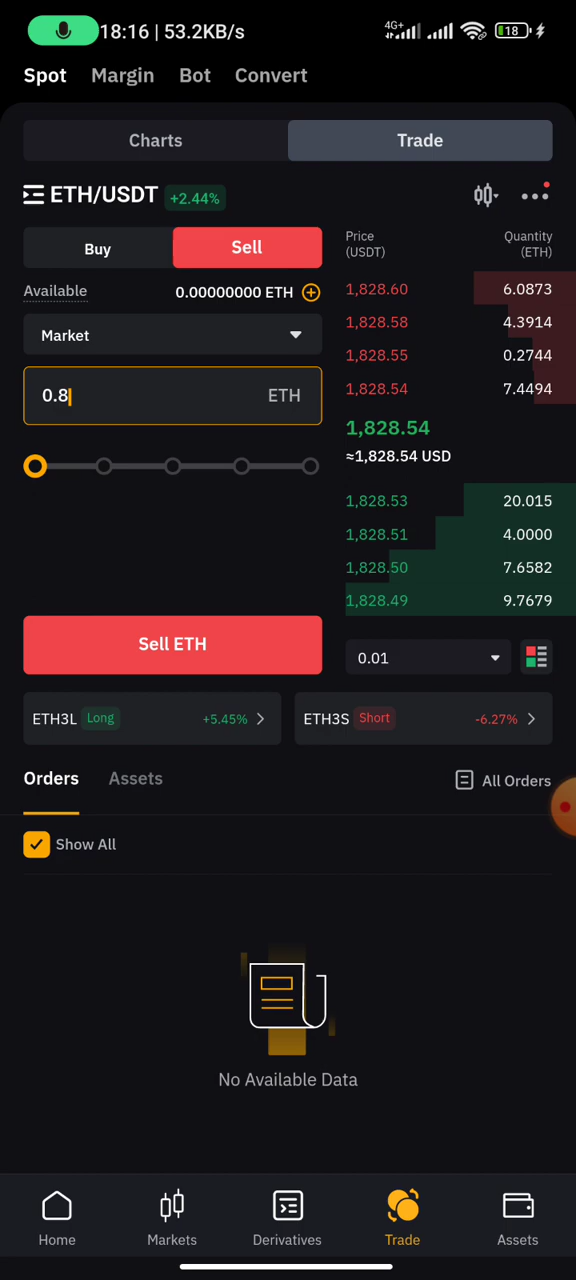 18:16 | 53.2KB/s
4G+
18
Spot Margin Bot Convert
Charts Trade
ETH/USDT +2.44%
Buy Sell
Available 0.00000000 ETH
Market
0.8 ETH
Sell ETH
Price
(USDT)
Quantity
(ETH)
1,828.60 6.0873
1,828.58 4.3914
1,828.55 0.2744
1,828.54 7.4494
1,828.54
≈1,828.54 USD
1,828.53 20.015
1,828.51 4.0000
1,828.50 7.6582
1,828.49 9.7679
0.01
ETH3L Long +5.45%
ETH3S Short -6.27%
Orders Assets All Orders
Show All
No Available Data
Home Markets Derivatives Trade Assets